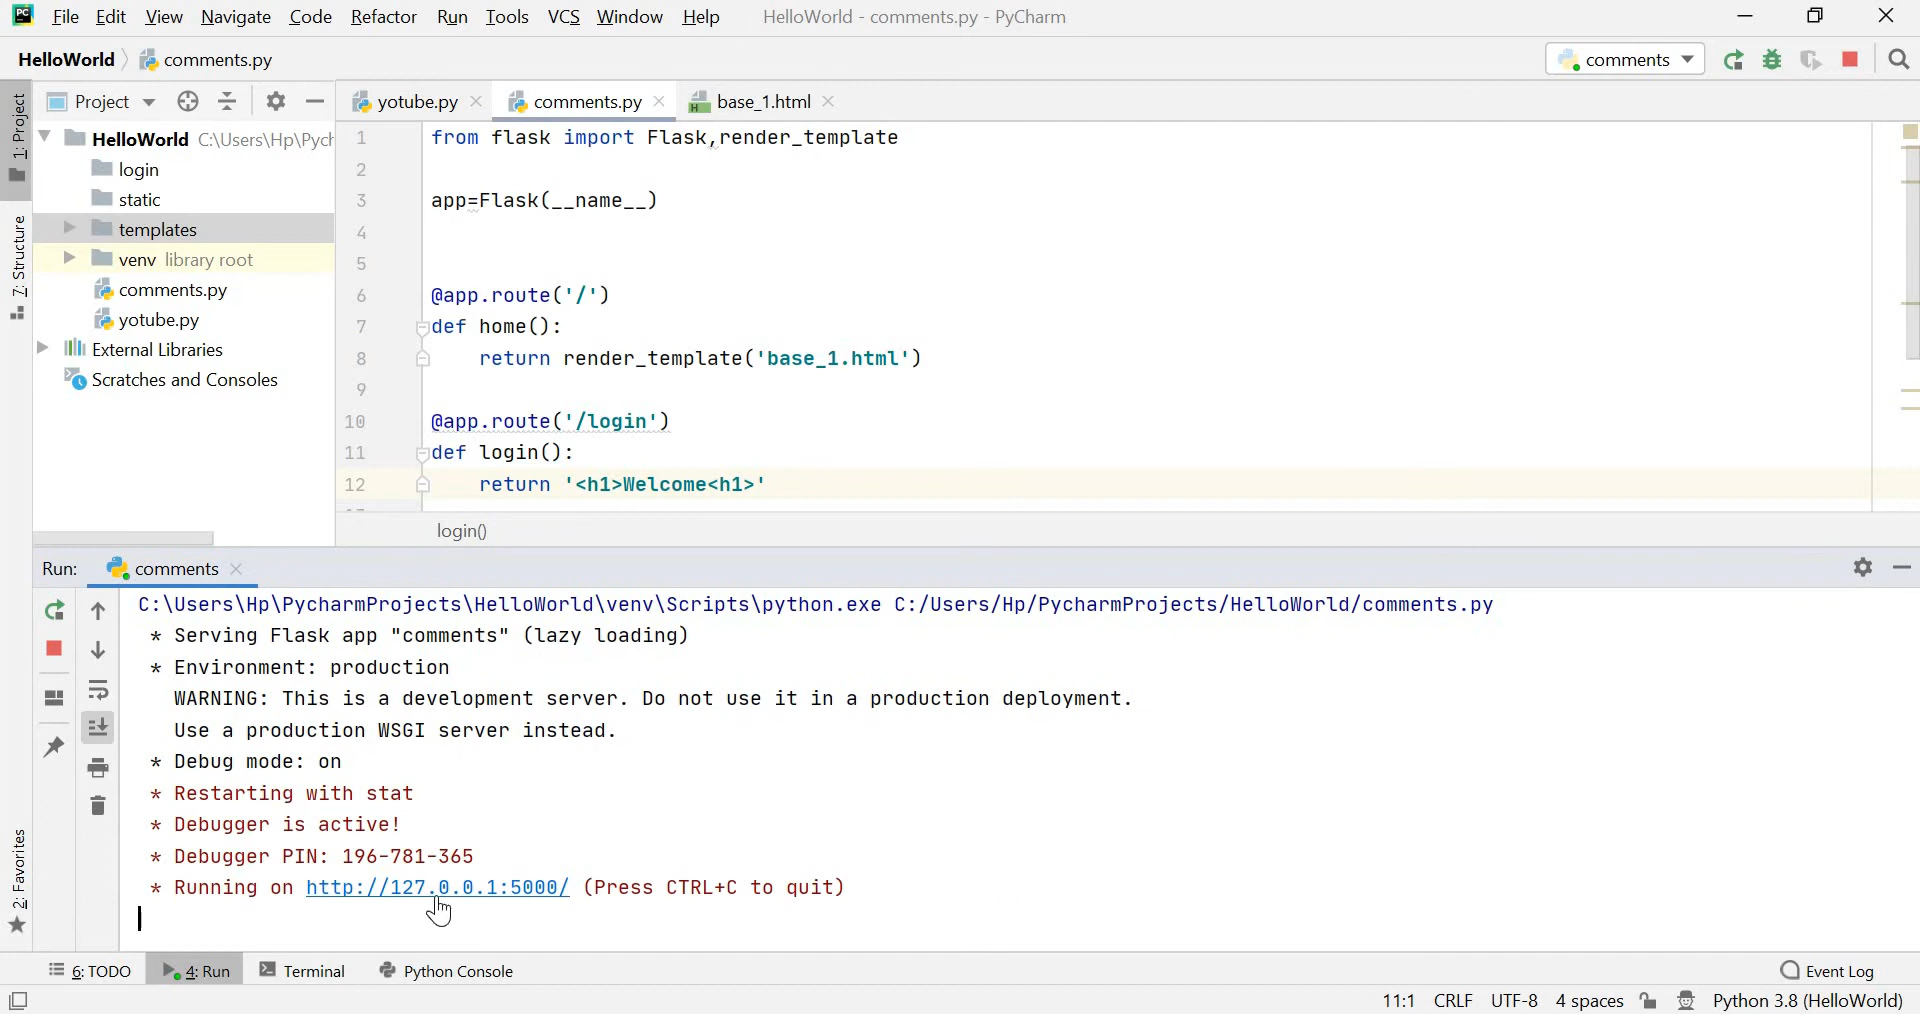 PC File Edit View Navigate Code Refactor Run Tools VCS Window Help HelloWorld - comments.py - PyCharm
HelloWorld comments.py
comments
1: Project
7: Structure
2: Favorites
Project
HelloWorld C:\Users\Hp\Pych
login
static
templates
venv library root
comments.py
yotube.py
External Libraries
Scratches and Consoles
yotube.py comments.py base_1.html
1 from flask import Flask,render_template
2
3 app=Flask(__name__)
4
5
6 @app.route('/')
7 def home():
8 return render_template('base_1.html')
9
10 @app.route('/login')
11 def login():
12 return '<h1>Welcome<h1>'
login()
Run: comments
C:\Users\Hp\PycharmProjects\HelloWorld\venv\Scripts\python.exe C:/Users/Hp/PycharmProjects/HelloWorld/comments.py
* Serving Flask app "comments" (lazy loading)
* Environment: production
WARNING: This is a development server. Do not use it in a production deployment.
Use a production WSGI server instead.
* Debug mode: on
* Restarting with stat
* Debugger is active!
* Debugger PIN: 196-781-365
* Running on http://127.0.0.1:5000/ (Press CTRL+C to quit)
6: TODO 4: Run Terminal Python Console Event Log
11:1 CRLF UTF-8 4 spaces Python 3.8 (HelloWorld)